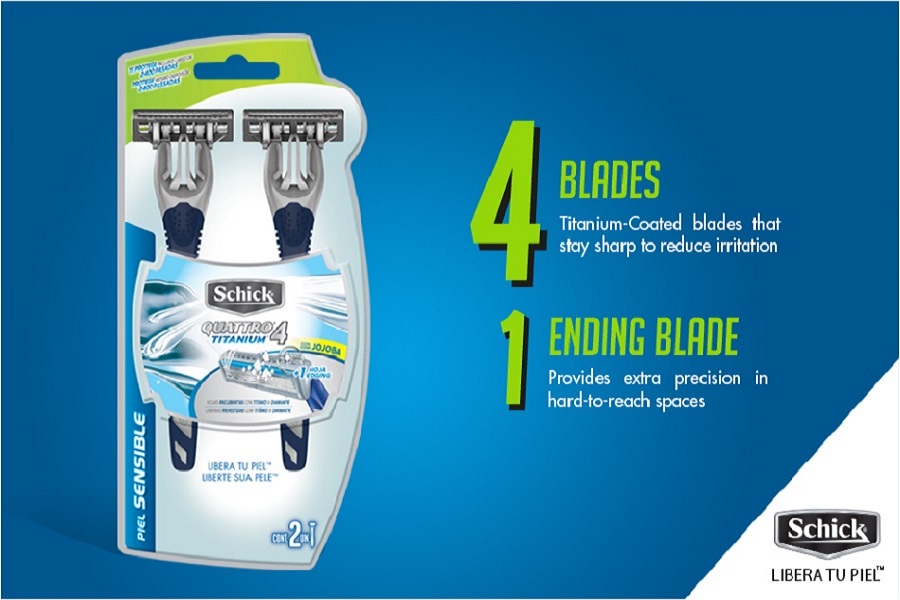 Schick
QUATTRO 4
TITANIUM
JOJOBA
+1 HOJA
EDGING
PIEL SENSIBLE
LIBERA TU PIEL™
LIBERTE SUA PELE™
CONT. 2 UN
4 BLADES
Titanium-Coated blades that
stay sharp to reduce irritation
1 ENDING BLADE
Provides extra precision in
hard-to-reach spaces
Schick
LIBERA TU PIEL™